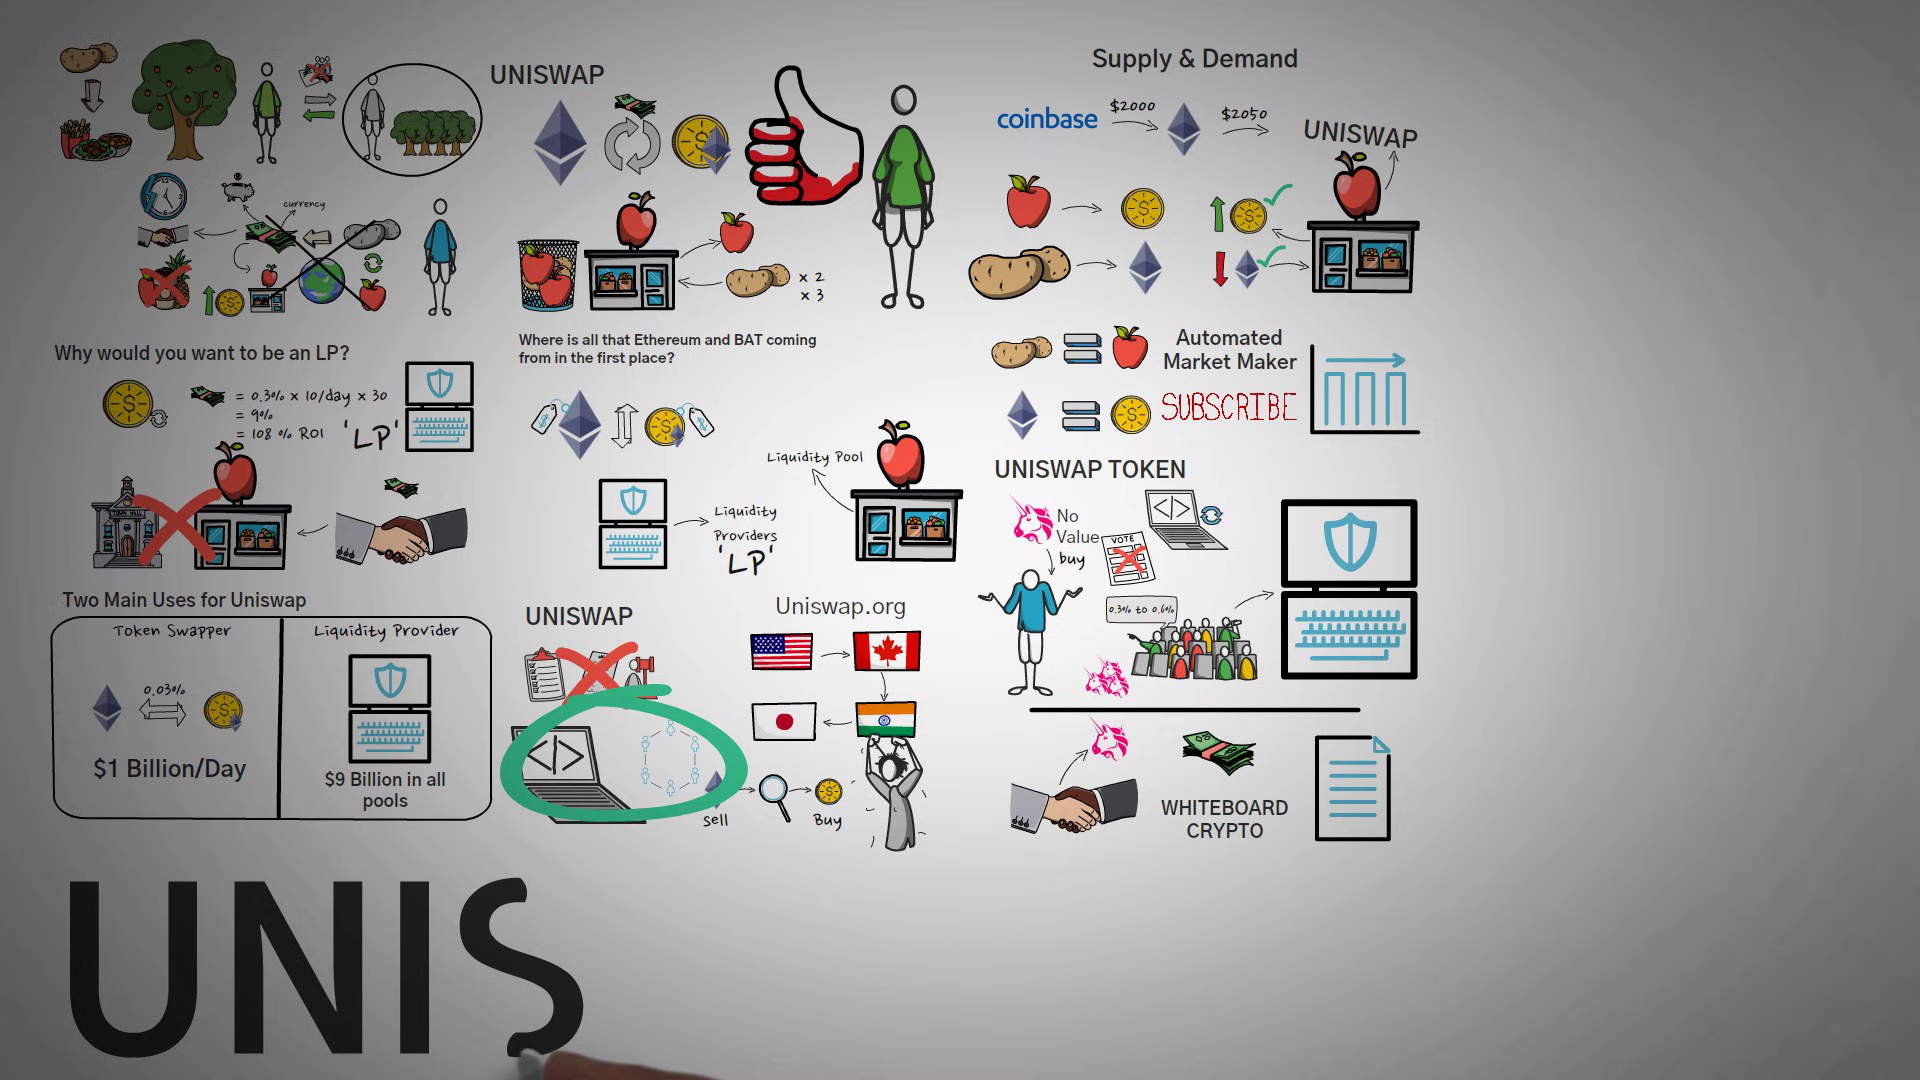 currency
UNISWAP
x 2
x 3
Supply & Demand
coinbase
$2000
$2050
UNISWAP
Why would you want to be an LP?
= 0.3% x 10/day x 30
= 9%
= 108 % ROI
'LP'
TOWN HALL
Where is all that Ethereum and BAT coming
from in the first place?
Liquidity Pool
Liquidity
Providers
'LP'
Automated
Market Maker
SUBSCRIBE
UNISWAP TOKEN
No
Value
buy
VOTE
0.3% to 0.6%
Two Main Uses for Uniswap
Token Swapper
Liquidity Provider
0.03%
$1 Billion/Day
$9 Billion in all
pools
UNISWAP
Uniswap.org
</>
</>
Sell
Buy
WHITEBOARD
CRYPTO
UNIS